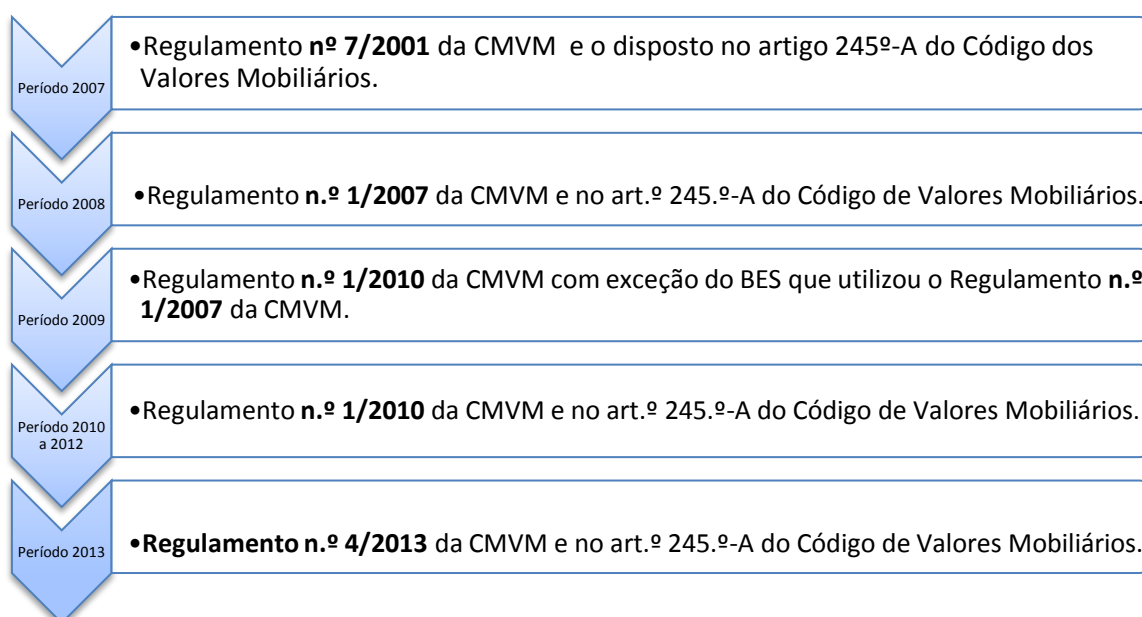 Período 2007
•Regulamento nº 7/2001 da CMVM e o disposto no artigo 245º-A do Código dos
Valores Mobiliários.
Período 2008
•Regulamento n.º 1/2007 da CMVM e no art.º 245.º-A do Código de Valores Mobiliários.
Período 2009
•Regulamento n.º 1/2010 da CMVM com exceção do BES que utilizou o Regulamento n.º
1/2007 da CMVM.
Período 2010
a 2012
•Regulamento n.º 1/2010 da CMVM e no art.º 245.º-A do Código de Valores Mobiliários.
Período 2013
•Regulamento n.º 4/2013 da CMVM e no art.º 245.º-A do Código de Valores Mobiliários.